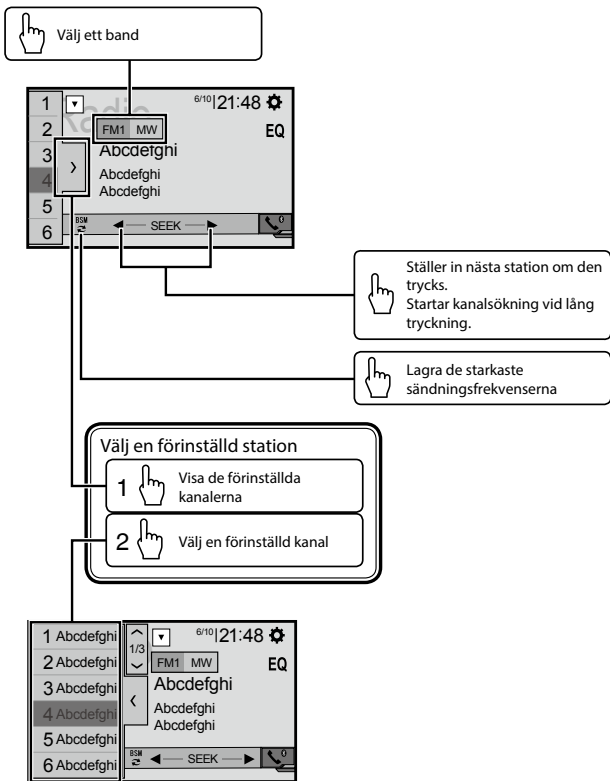 Välj ett band
1
2
3
4
5
6
Radio
6/10 21:48
EQ
FM1 MW
Abcdefghi
Abcdefghi
Abcdefghi
BSM
SEEK
Ställer in nästa station om den
trycks.
Startar kanalsökning vid lång
tryckning.
Lagra de starkaste
sändningsfrekvenserna
Välj en förinställd station
1
Visa de förinställda
kanalerna
2
Välj en förinställd kanal
1 Abcdefghi
2 Abcdefghi
3 Abcdefghi
4 Abcdefghi
5 Abcdefghi
6 Abcdefghi
1/3
6/10 21:48
EQ
FM1 MW
Abcdefghi
Abcdefghi
Abcdefghi
BSM
SEEK